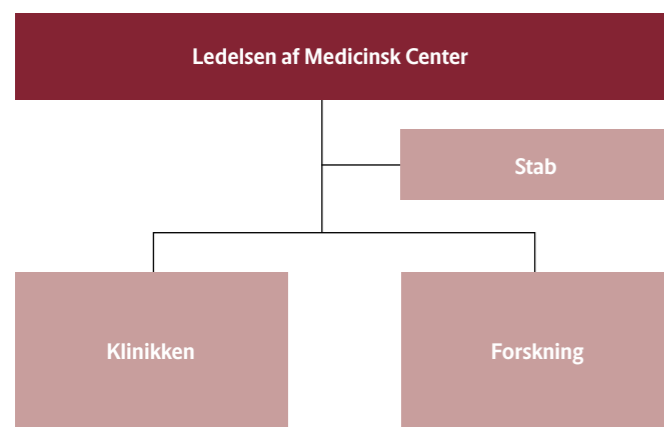 Ledelsen af Medicinsk Center
Stab
Klinikken
Forskning